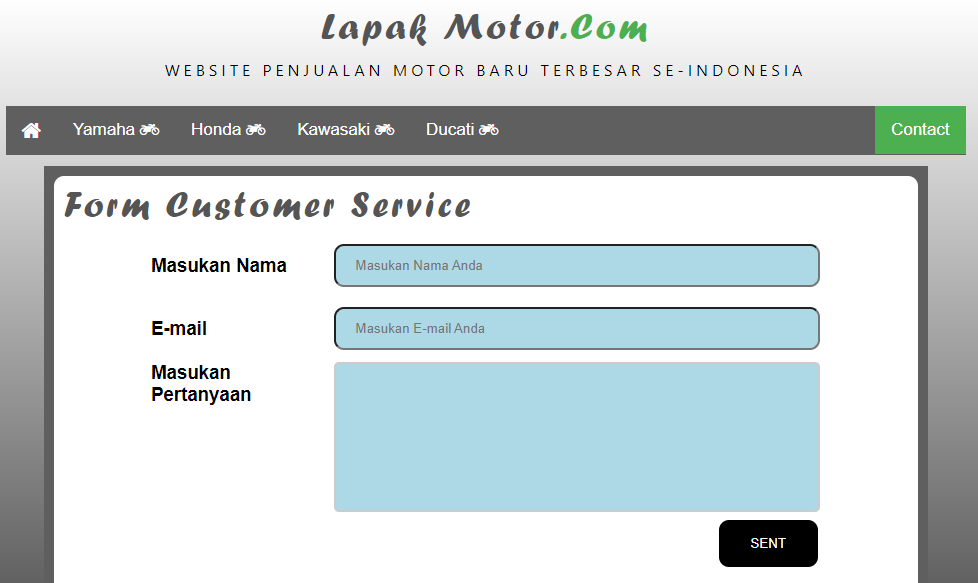 Lapak Motor.Com
WEBSITE PENJUALAN MOTOR BARU TERBESAR SE-INDONESIA
Yamaha Honda Kawasaki Ducati Contact
Form Customer Service
Masukan Nama Masukan Nama Anda
E-mail Masukan E-mail Anda
Masukan
Pertanyaan
SENT